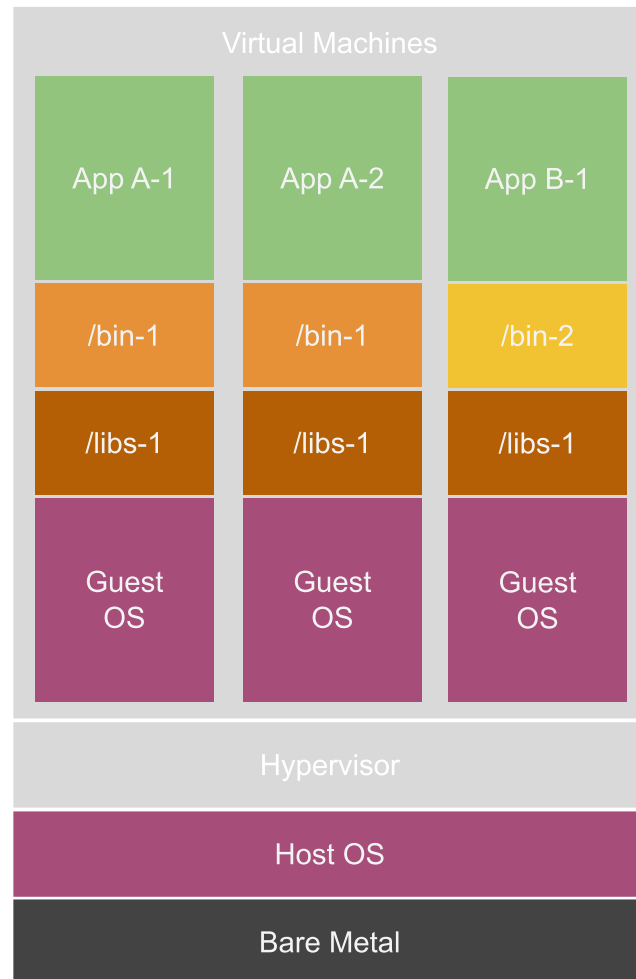 Virtual Machines
App A-1
App A-2
App B-1
/bin-1
/bin-1
/bin-2
/libs-1
/libs-1
/libs-1
Guest
OS
Guest
OS
Guest
OS
Hypervisor
Host OS
Bare Metal